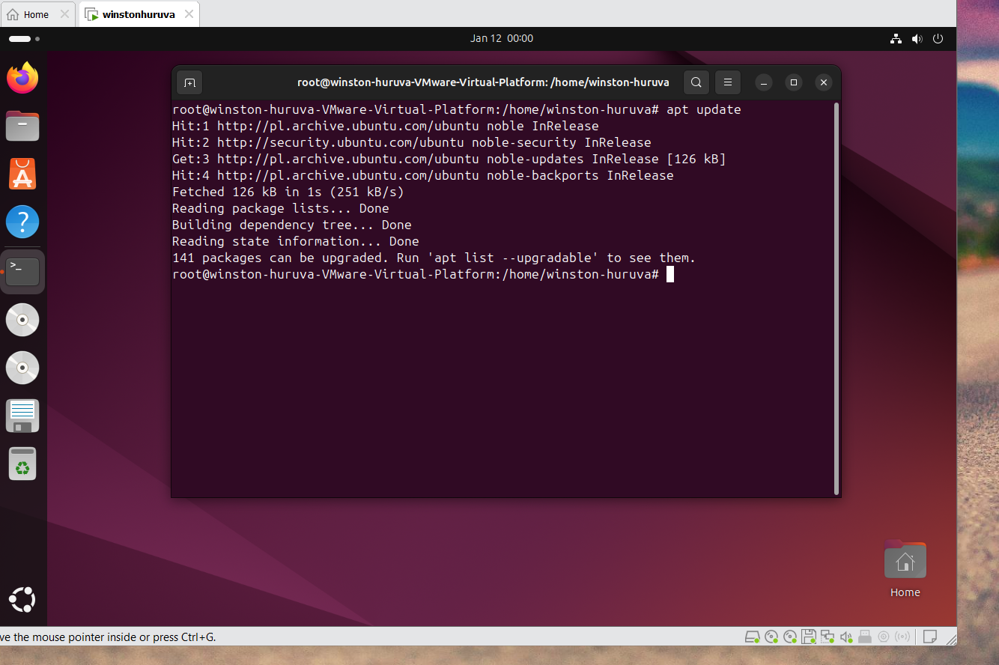 Home
winstonhuruva
Jan 12 00:00
root@winston-huruva-VMware-Virtual-Platform: /home/winston-huruva
root@winston-huruva-VMware-Virtual-Platform:/home/winston-huruva# apt update
Hit:1 http://pl.archive.ubuntu.com/ubuntu noble InRelease
Hit:2 http://security.ubuntu.com/ubuntu noble-security InRelease
Get:3 http://pl.archive.ubuntu.com/ubuntu noble-updates InRelease [126 kB]
Hit:4 http://pl.archive.ubuntu.com/ubuntu noble-backports InRelease
Fetched 126 kB in 1s (251 kB/s)
Reading package lists... Done
Building dependency tree... Done
Reading state information... Done
141 packages can be upgraded. Run 'apt list --upgradable' to see them.
root@winston-huruva-VMware-Virtual-Platform:/home/winston-huruva#
>_
?
Home
ve the mouse pointer inside or press Ctrl+G.